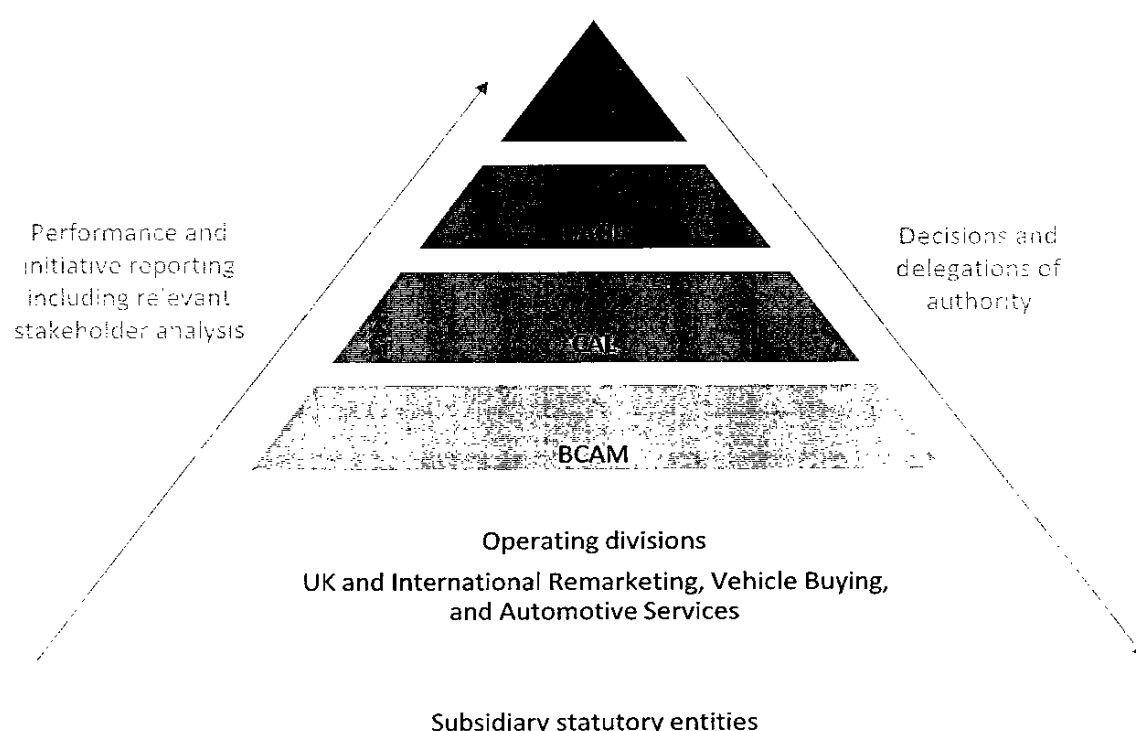 Performance and
initiative reporting
including relevant
stakeholder analysis
Decisions and
delegations of
authority
CAL
BCAM
Operating divisions
UK and International Remarketing, Vehicle Buying,
and Automotive Services
Subsidiary statutory entities